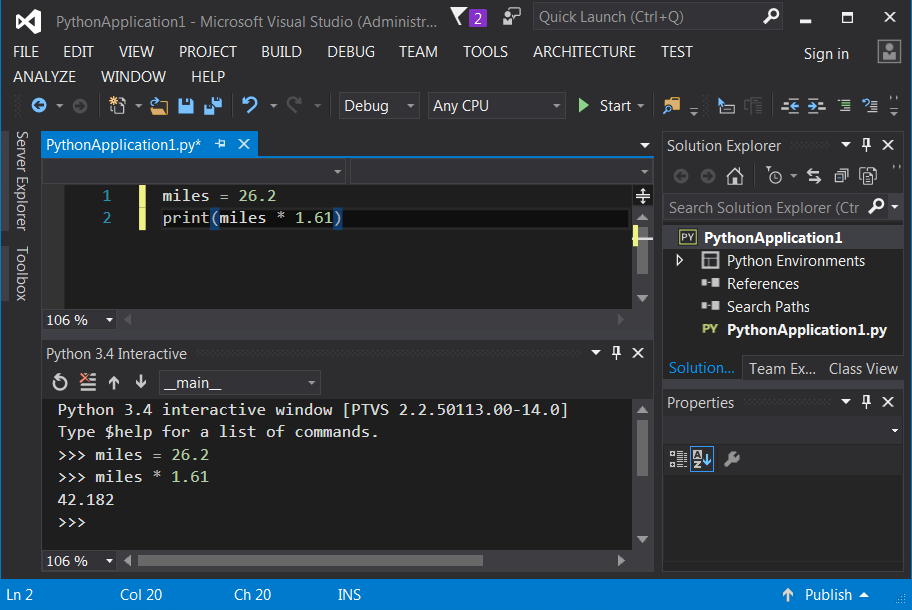 PythonApplication1 - Microsoft Visual Studio (Administr...
2
Quick Launch (Ctrl+Q)
FILE EDIT VIEW PROJECT BUILD DEBUG TEAM TOOLS ARCHITECTURE TEST
Sign in
ANALYZE WINDOW HELP
Debug Any CPU Start
Server Explorer
Toolbox
PythonApplication1.py*
1 miles = 26.2
2 print(miles * 1.61)
106 %
Python 3.4 Interactive
__main__
Python 3.4 interactive window [PTVS 2.2.50113.00-14.0]
Type $help for a list of commands.
>>> miles = 26.2
>>> miles * 1.61
42.182
>>>
106 %
Solution Explorer
Search Solution Explorer (Ctr
PY PythonApplication1
Python Environments
References
Search Paths
PY PythonApplication1.py
Solution... Team Ex... Class View
Properties
A
Z
Ln 2 Col 20 Ch 20 INS Publish